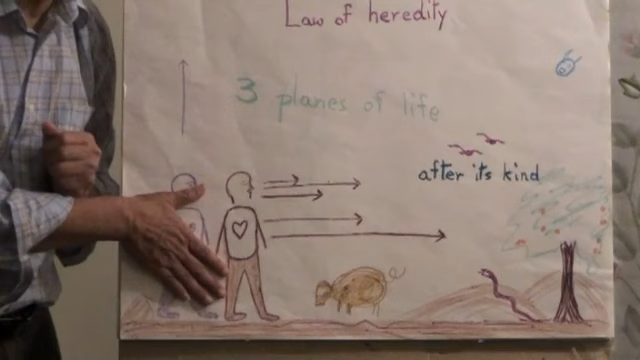 Law of heredity
3 planes of life
after its kind